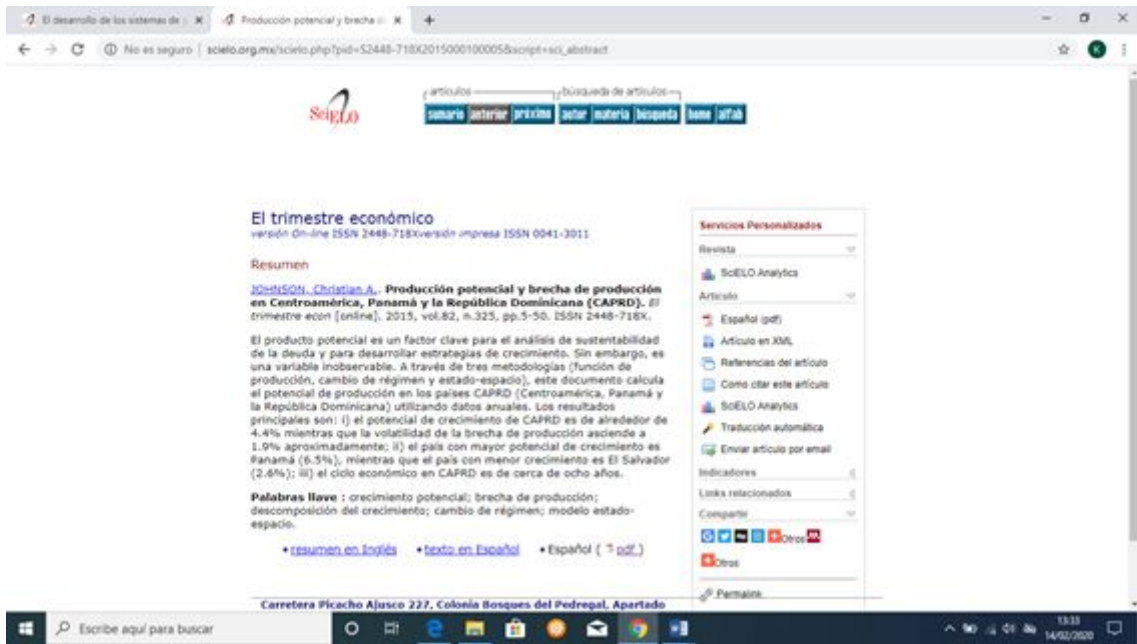 El desarrollo de los sistemas de
Producción potencial y brecha
No es seguro | scielo.org.mx/scielo.php?pid=S2448-718X2015000100005&script=sci_abstract
K
SciELO
artículos
búsqueda de artículos
sumario anterior próximo autor materia búsqueda home alfab
El trimestre económico
versión On-line ISSN 2448-718Xversión impresa ISSN 0041-3011
Resumen
JOHNSON, Christian A.. Producción potencial y brecha de producción
en Centroamérica, Panamá y la República Dominicana (CAPRD). El
trimestre econ [online]. 2015, vol.82, n.325, pp.5-50. ISSN 2448-718X.
El producto potencial es un factor clave para el análisis de sustentabilidad
de la deuda y para desarrollar estrategias de crecimiento. Sin embargo, es
una variable inobservable. A través de tres metodologías (función de
producción, cambio de régimen y estado-espacio), este documento calcula
el potencial de producción en los países CAPRD (Centroamérica, Panamá y
la República Dominicana) utilizando datos anuales. Los resultados
principales son: i) el potencial de crecimiento de CAPRD es de alrededor de
4.4% mientras que la volatilidad de la brecha de producción asciende a
1.9% aproximadamente; ii) el país con mayor potencial de crecimiento es
Panamá (6.5%), mientras que el país con menor crecimiento es El Salvador
(2.6%); iii) el ciclo económico en CAPRD es de cerca de ocho años.
Palabras llave : crecimiento potencial; brecha de producción;
descomposición del crecimiento; cambio de régimen; modelo estado-
espacio.
• resumen en Inglés • texto en Español • Español ( pdf )
Carretera Picacho Ajusco 227, Colonia Bosques del Pedregal, Apartado
Servicios Personalizados
Revista
SciELO Analytics
Articulo
Español (pdf)
Articulo en XML
Referencias del artículo
Como citar este artículo
SciELO Analytics
Traducción automática
Enviar articulo por email
Indicadores
Links relacionados
Compartir
Otros
Otros
Permalink
Escribe aquí para buscar
13:33
14/02/2020